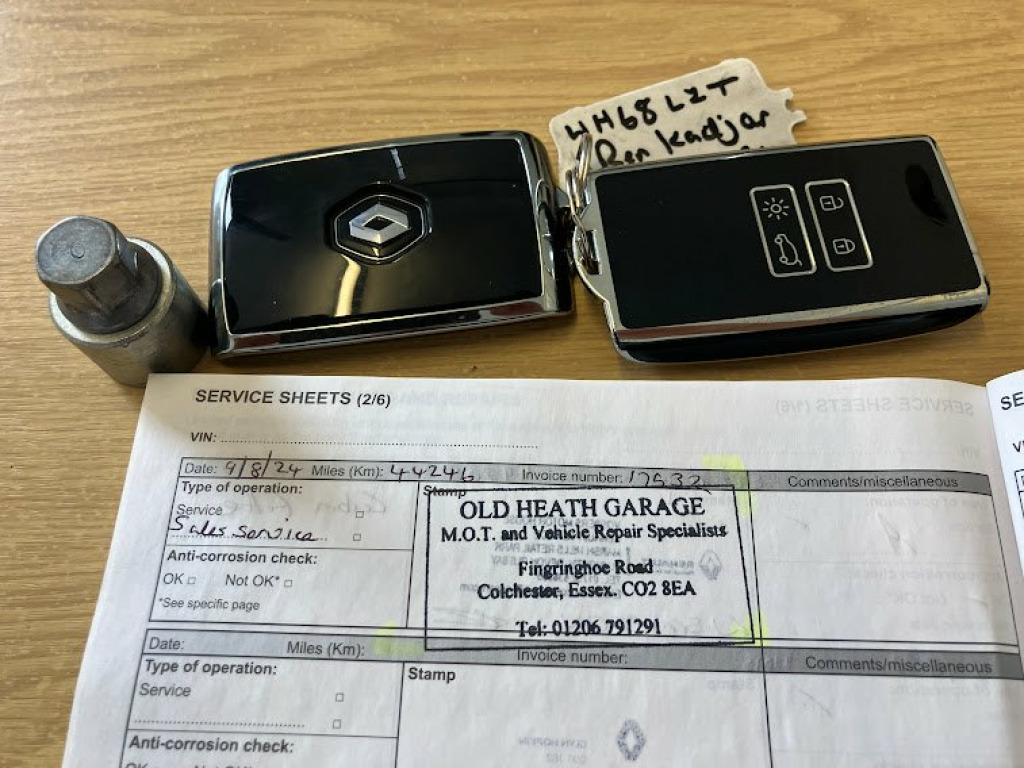 WH68 LZT
Ren Kadjar
SERVICE SHEETS (2/6)
VIN:
Date: 9/8/24 Miles (Km): 44246 Invoice number: 17532 Comments/miscellaneous
Type of operation:
Stamp
Service
Sales Service
OLD HEATH GARAGE
M.O.T. and Vehicle Repair Specialists
Fingringhoe Road
Colchester, Essex. CO2 8EA
Tel: 01206 791291
Anti-corrosion check:
OK Not OK*
*See specific page
Date: Miles (Km): Invoice number: Comments/miscellaneous
Type of operation:
Stamp
Service
Anti-corrosion check: